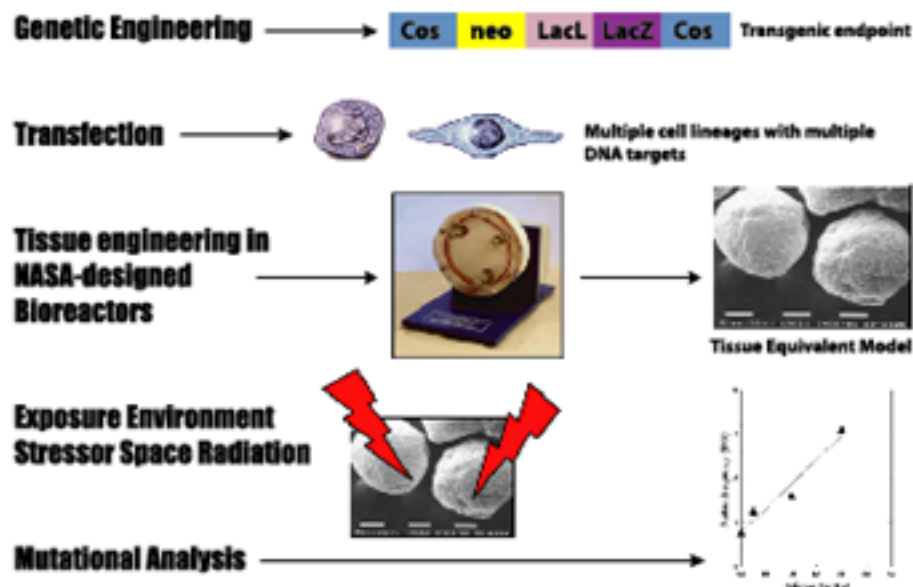 Genetic Engineering
Cos neo LacL LacZ Cos
Transgenic endpoint
Transfection
Multiple cell lineages with multiple
DNA targets
Tissue engineering in
NASA-designed
Bioreactors
Tissue Equivalent Model
Exposure Environment
Stressor Space Radiation
Mutational Analysis